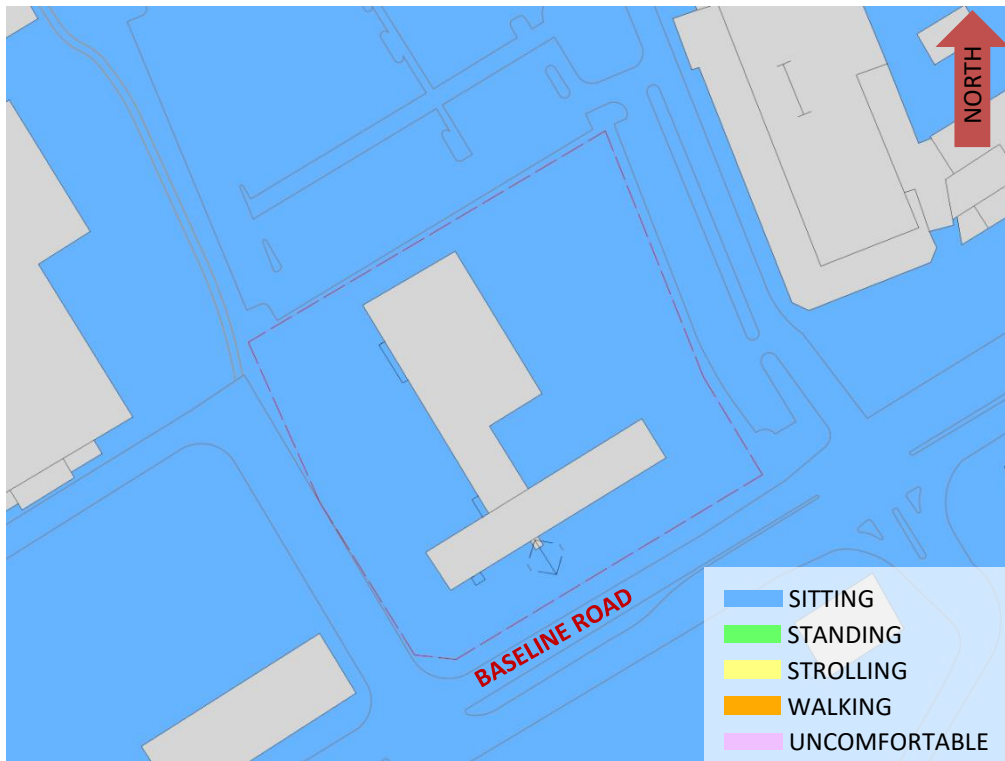 NORTH
BASELINE ROAD
SITTING
STANDING
STROLLING
WALKING
UNCOMFORTABLE